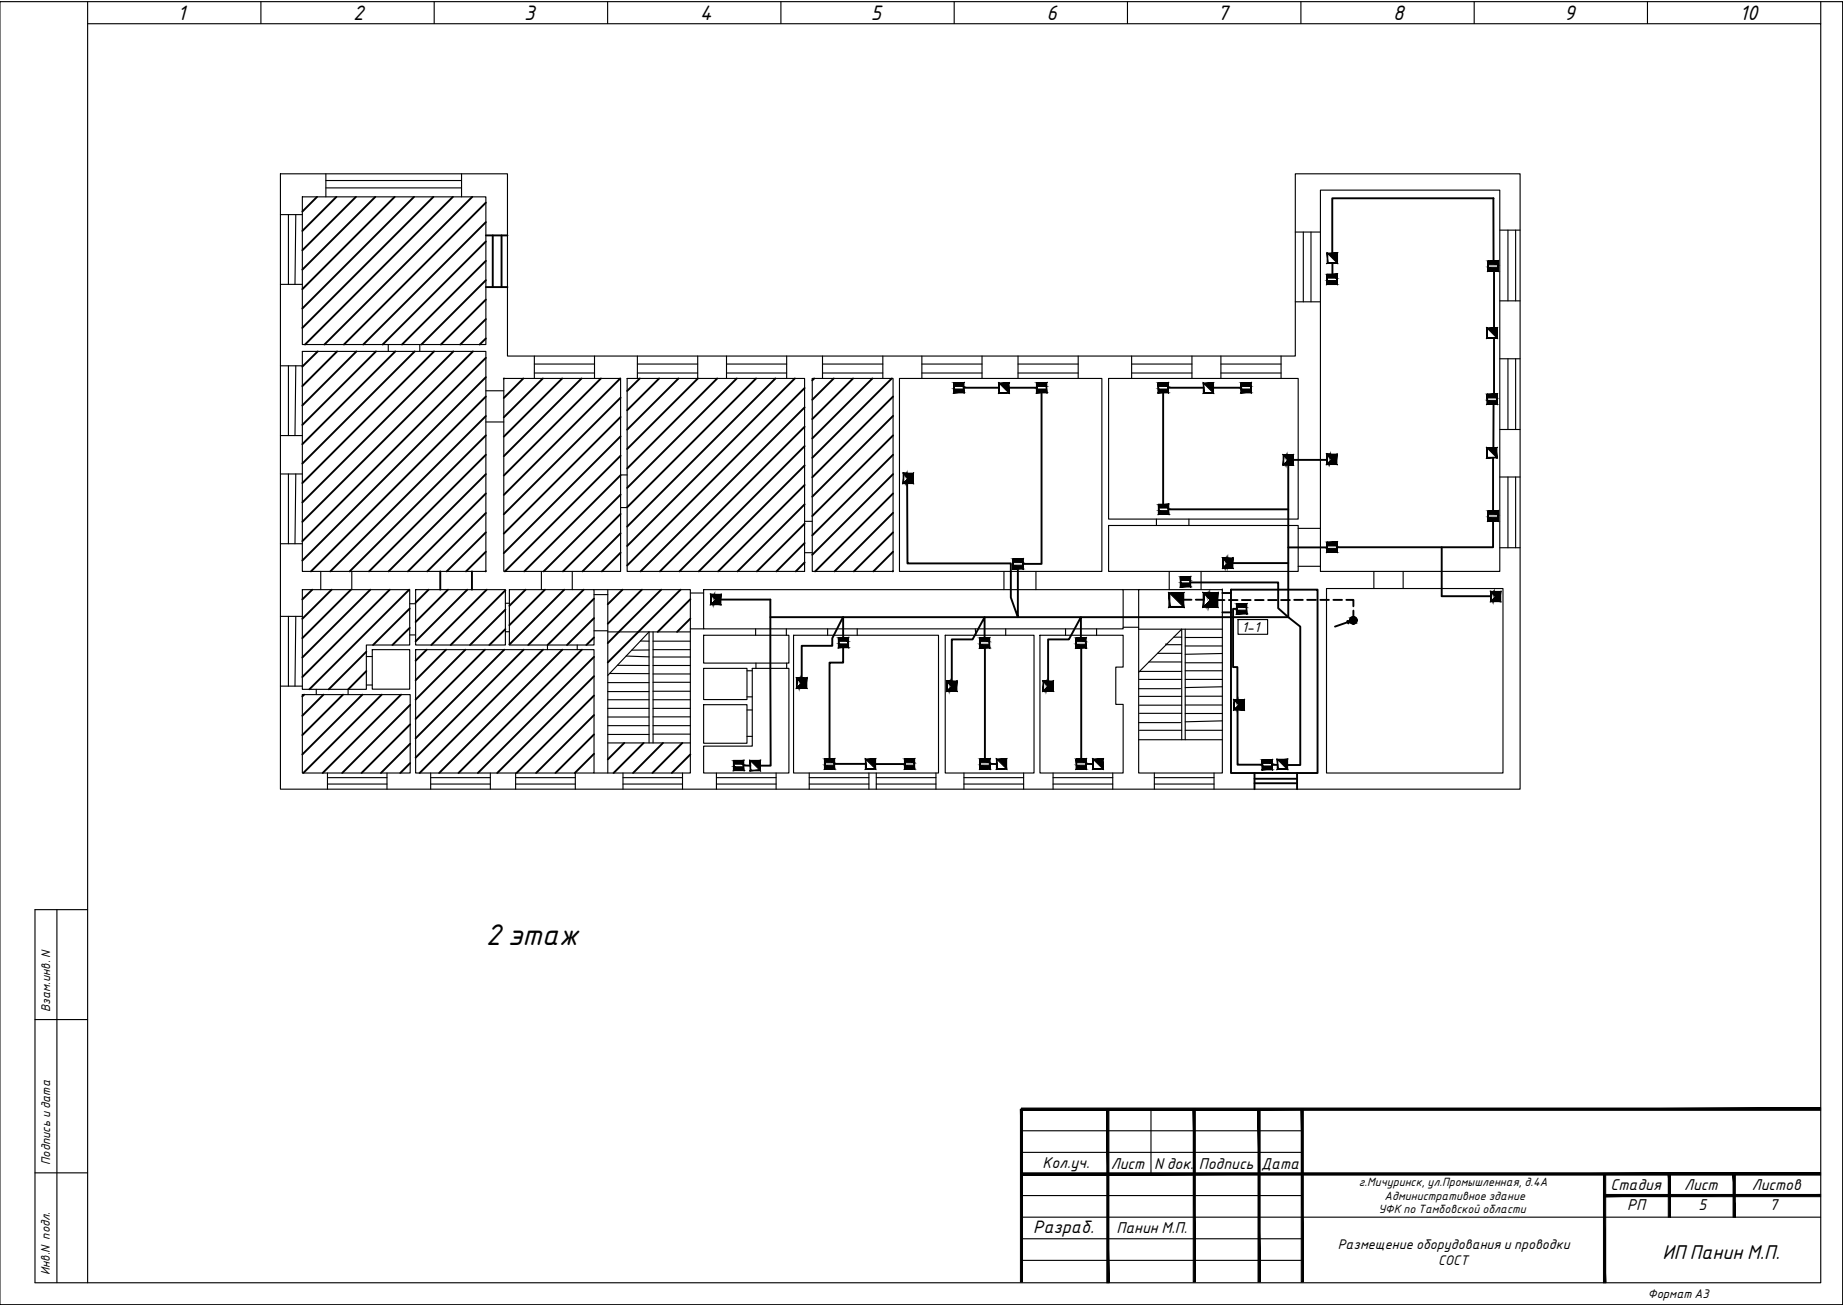 1 2 3 4 5 6 7 8 9 10
1-1
2 этаж
Взам.инв. N
Подпись и дата
Инв.N подл.
Кол.уч. Лист N док. Подпись Дата
г.Мичуринск, ул.Промышленная, д.4А
Административное здание
УФК по Тамбовской области
Стадия Лист Листов
РП 5 7
Разраб. Панин М.П.
Размещение оборудования и проводки
СОСТ
ИП Панин М.П.
Формат А3